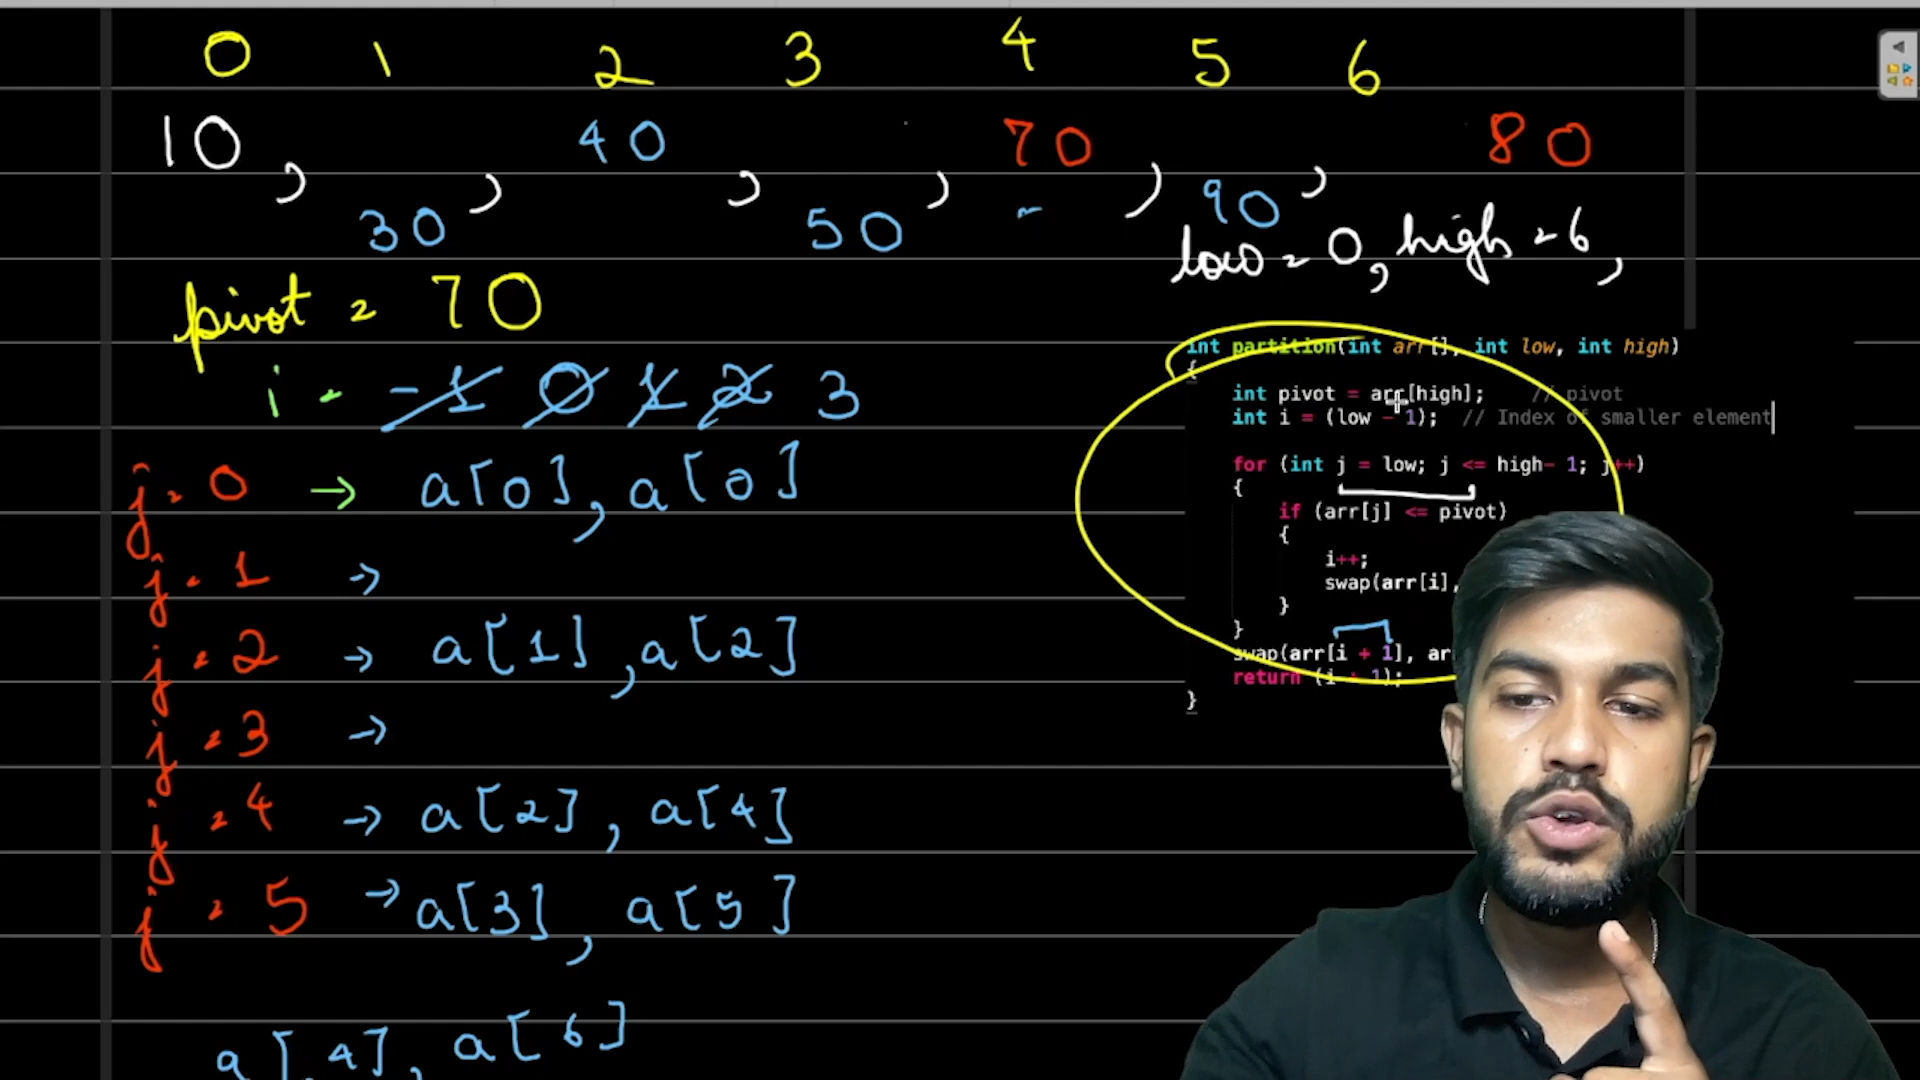 0 1 2 3 4 5 6
10, 30, 40, 50, 70, 90, 80
low = 0, high = 6,
pivot = 70
i = -1 0 1 2 3
j = 0 → a[0], a[0]
j = 1 →
j = 2 → a[1], a[2]
j = 3 →
j = 4 → a[2], a[4]
j = 5 → a[3], a[5]
a[4], a[6]
int partition(int arr[], int low, int high)
{
int pivot = arr[high]; // pivot
int i = (low - 1); // Index of smaller element
for (int j = low; j <= high- 1; j++)
{
if (arr[j] <= pivot)
{
i++;
swap(arr[i],
}
}
swap(arr[i + 1], ar
return (i + 1);
}